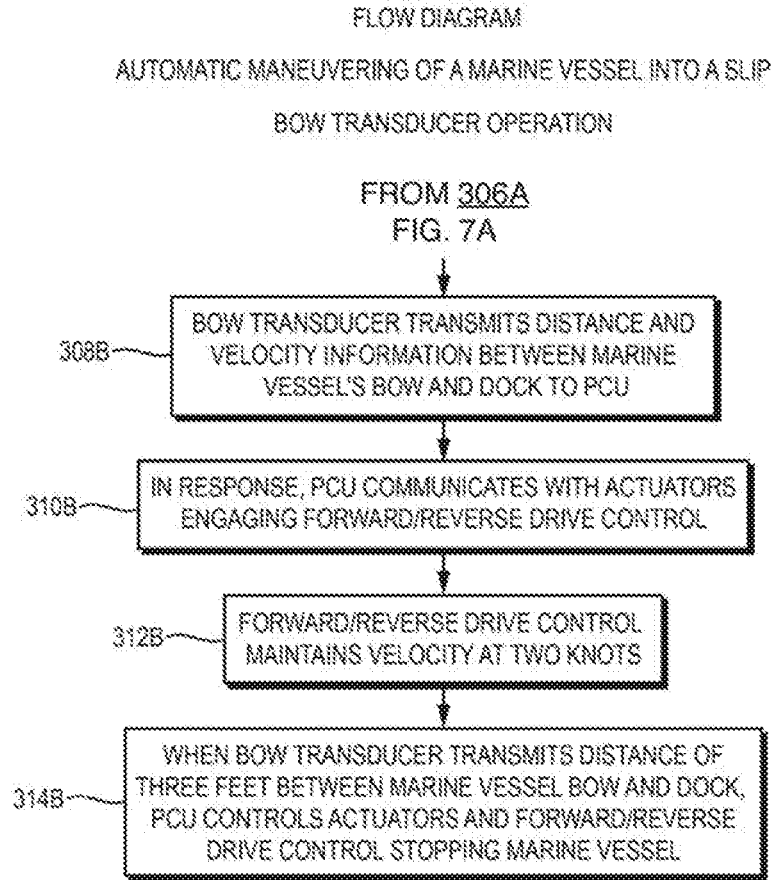 FLOW DIAGRAM
AUTOMATIC MANEUVERING OF A MARINE VESSEL INTO A SLIP
BOW TRANSDUCER OPERATION
FROM 306A
FIG. 7A
308B
BOW TRANSDUCER TRANSMITS DISTANCE AND
VELOCITY INFORMATION BETWEEN MARINE
VESSEL'S BOW AND DOCK TO PCU
310B
IN RESPONSE, PCU COMMUNICATES WITH ACTUATORS
ENGAGING FORWARD/REVERSE DRIVE CONTROL
312B
FORWARD/REVERSE DRIVE CONTROL
MAINTAINS VELOCITY AT TWO KNOTS
314B
WHEN BOW TRANSDUCER TRANSMITS DISTANCE OF
THREE FEET BETWEEN MARINE VESSEL BOW AND DOCK,
PCU CONTROLS ACTUATORS AND FORWARD/REVERSE
DRIVE CONTROL STOPPING MARINE VESSEL